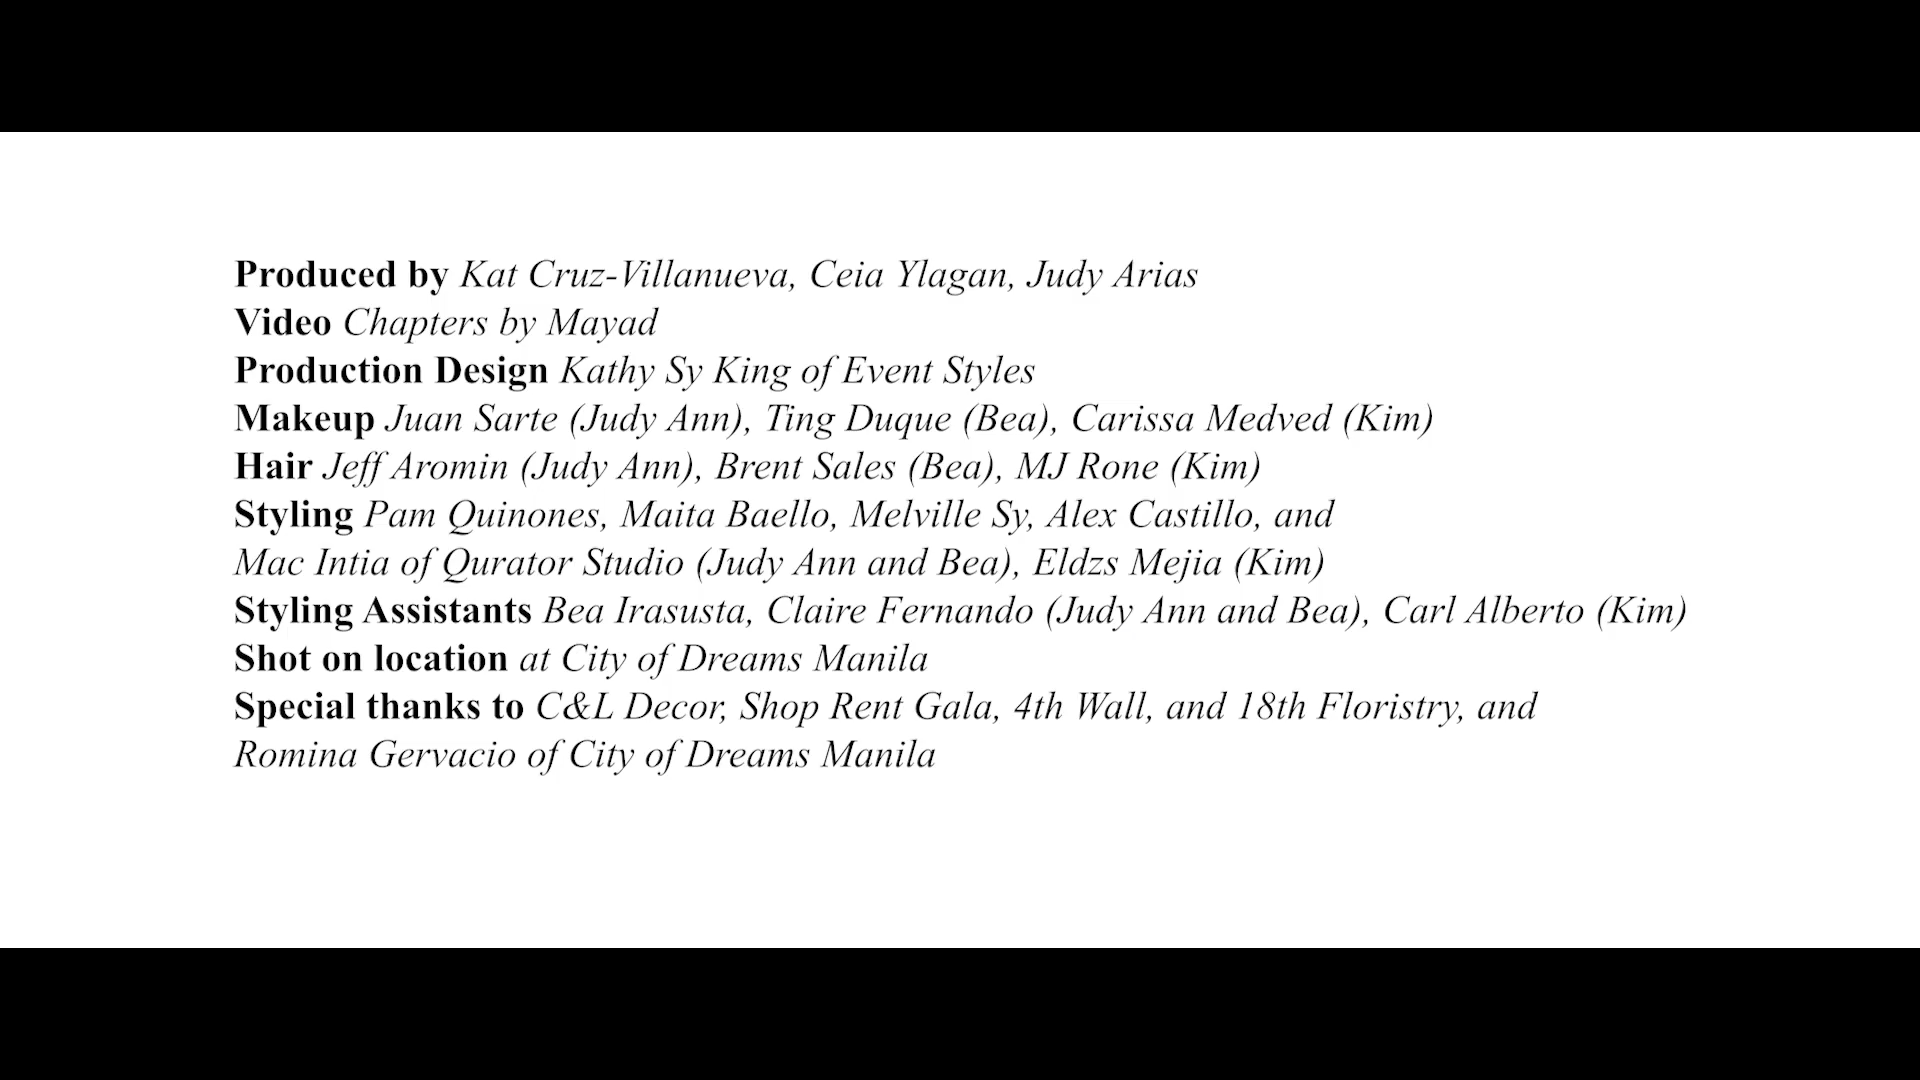 Produced by Kat Cruz-Villanueva, Ceia Ylagan, Judy Arias
Video Chapters by Mayad
Production Design Kathy Sy King of Event Styles
Makeup Juan Sarte (Judy Ann), Ting Duque (Bea), Carissa Medved (Kim)
Hair Jeff Aromin (Judy Ann), Brent Sales (Bea), MJ Rone (Kim)
Styling Pam Quinones, Maita Baello, Melville Sy, Alex Castillo, and
Mac Intia of Qurator Studio (Judy Ann and Bea), Eldzs Mejia (Kim)
Styling Assistants Bea Irasusta, Claire Fernando (Judy Ann and Bea), Carl Alberto (Kim)
Shot on location at City of Dreams Manila
Special thanks to C&L Decor, Shop Rent Gala, 4th Wall, and 18th Floristry, and
Romina Gervacio of City of Dreams Manila